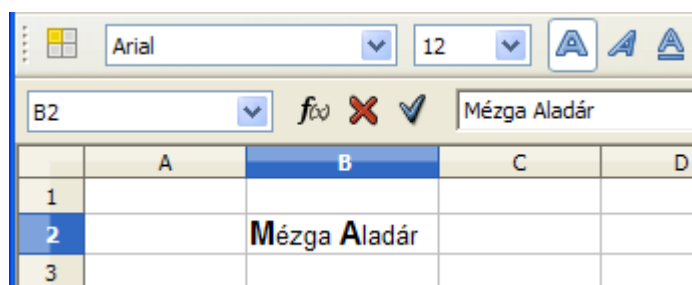 Arial 12 A A A
B2 f(x) Mézga Aladár
A B C D
1
2 Mézga Aladár
3